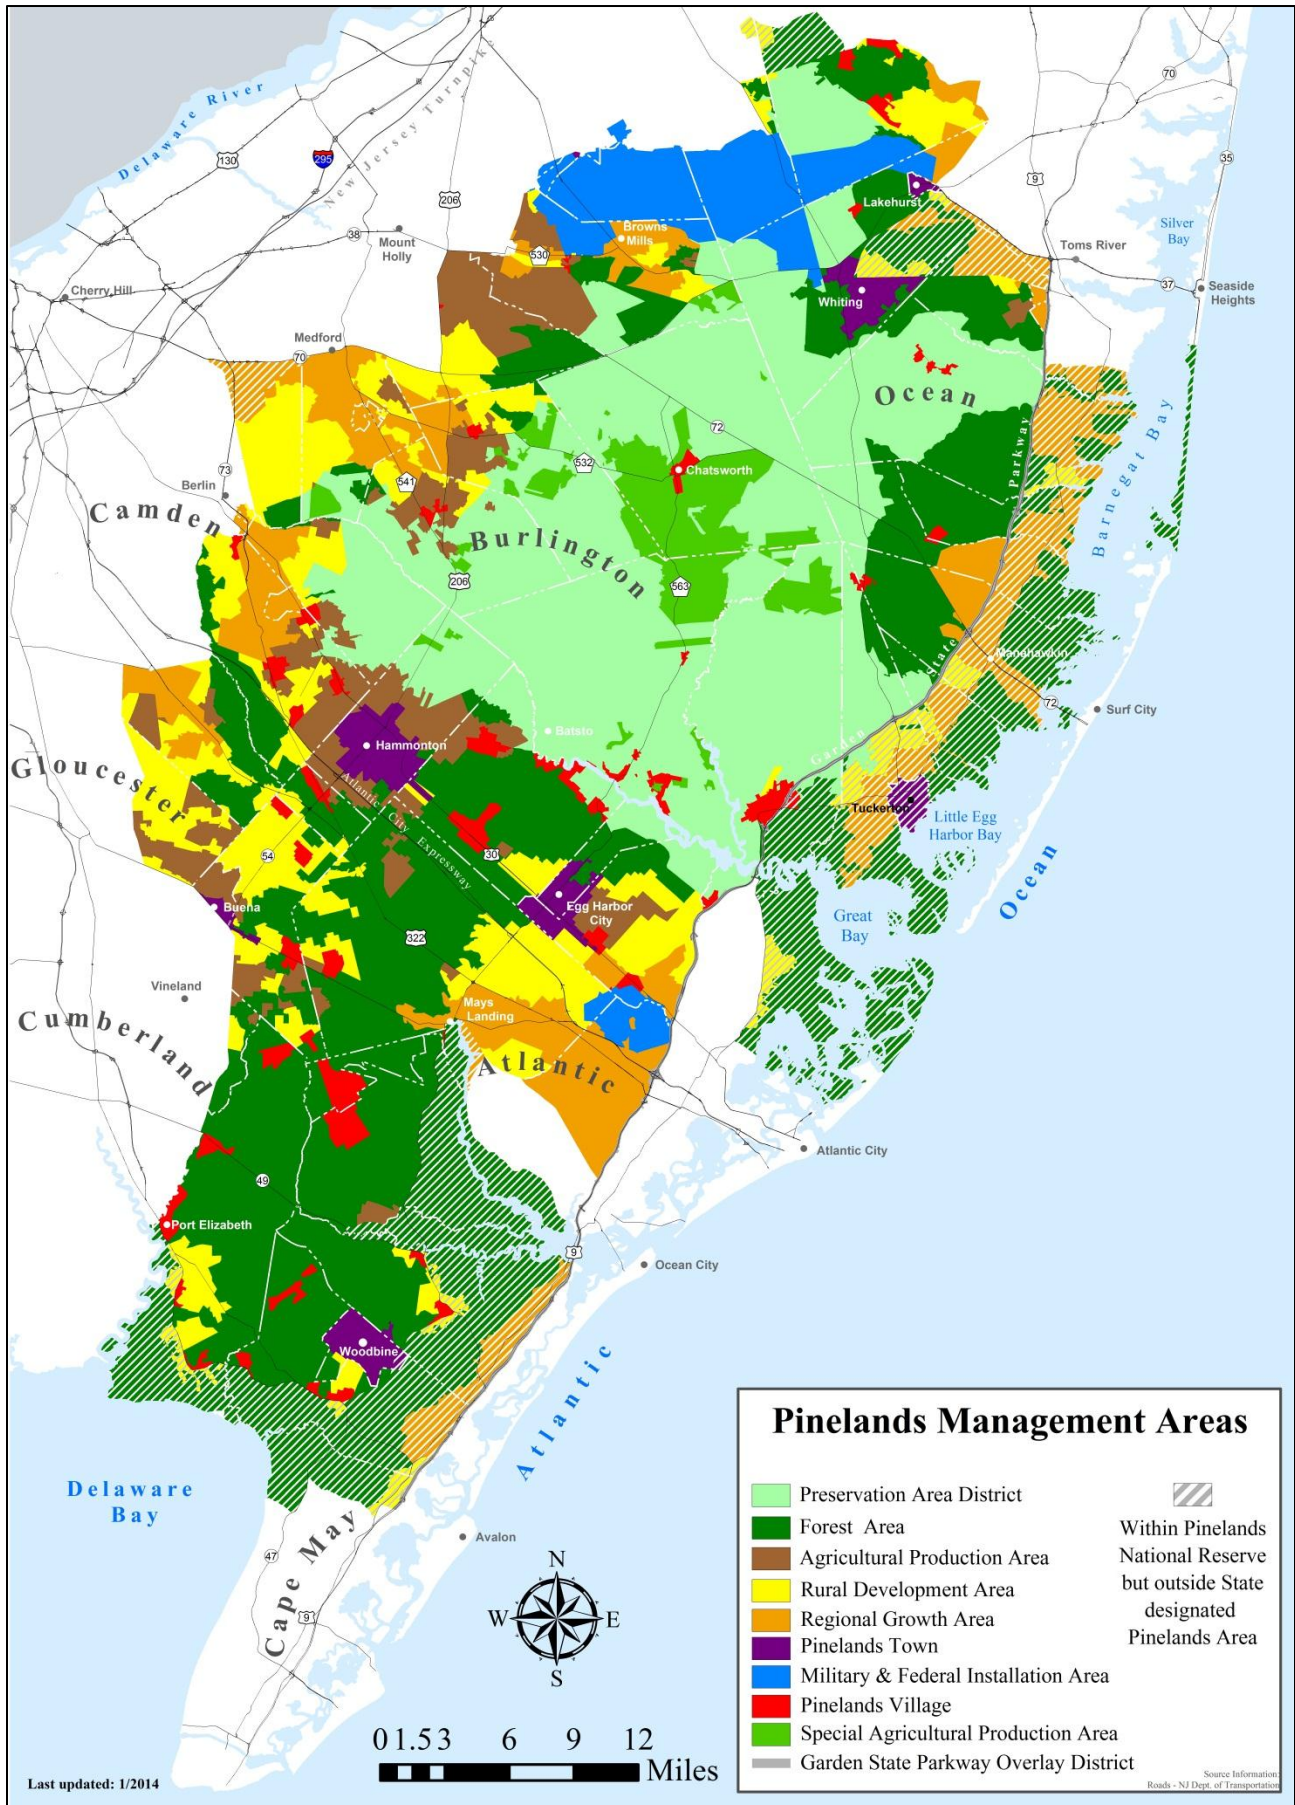 Delaware River
New Jersey Turnpike
70
130
295
35
206
9
Lakehurst
Silver
Bay
38
Mount
Holly
Browns
Mills
530
Toms River
37
Seaside
Heights
Cherry Hill
Whiting
Medford
70
Ocean
72
Parkway
Barnegat Bay
73
532
Chatsworth
541
Berlin
Camden
Burlington
206
563
State
Manahawkin
72
Surf City
Batsto
Garden
Hammonton
Gloucester
Atlantic City Expressway
Tuckerton
Little Egg
Harbor Bay
54
30
Ocean
Buena
Egg Harbor
City
Great
Bay
322
Vineland
Mays
Landing
Cumberland
Atlantic
Atlantic City
49
Port Elizabeth
9
Ocean City
Woodbine
Atlantic
Delaware
Bay
Avalon
Cape May
47
9
N
W
E
S
0 1.5 3 6 9 12
Miles
Last updated: 1/2014
Pinelands Management Areas
Preservation Area District
Forest Area
Agricultural Production Area
Rural Development Area
Regional Growth Area
Pinelands Town
Military & Federal Installation Area
Pinelands Village
Special Agricultural Production Area
Garden State Parkway Overlay District
Within Pinelands
National Reserve
but outside State
designated
Pinelands Area
Source Information:
Roads - NJ Dept. of Transportation